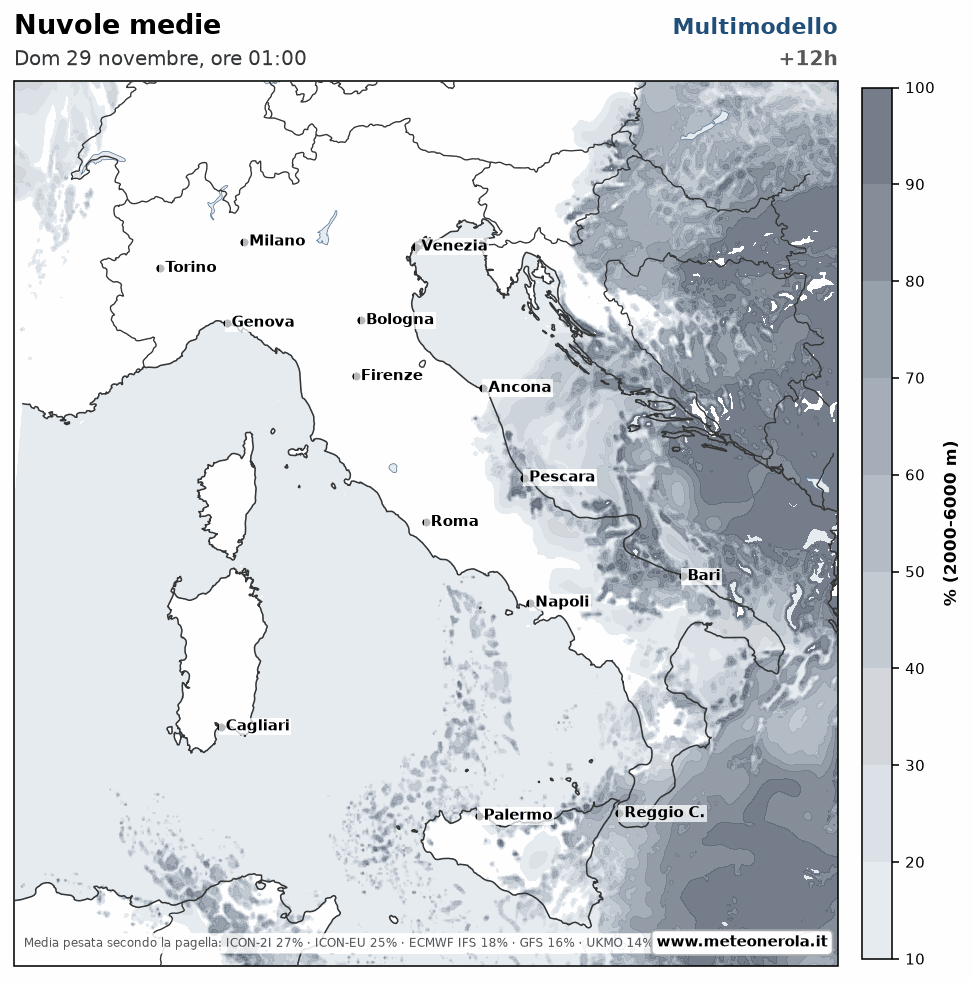 Nuvole medie
Multimodello
Dom 29 novembre, ore 01:00
+12h
Milano
Venezia
Torino
Genova
Bologna
Firenze
Ancona
Pescara
Roma
Bari
Napoli
Cagliari
Palermo
Reggio C.
Media pesata secondo la pagella: ICON-2I 27% · ICON-EU 25% · ECMWF IFS 18% · GFS 16% · UKMO 14%
www.meteonerola.it
100
90
80
70
60
50
40
30
20
10
% (2000-6000 m)